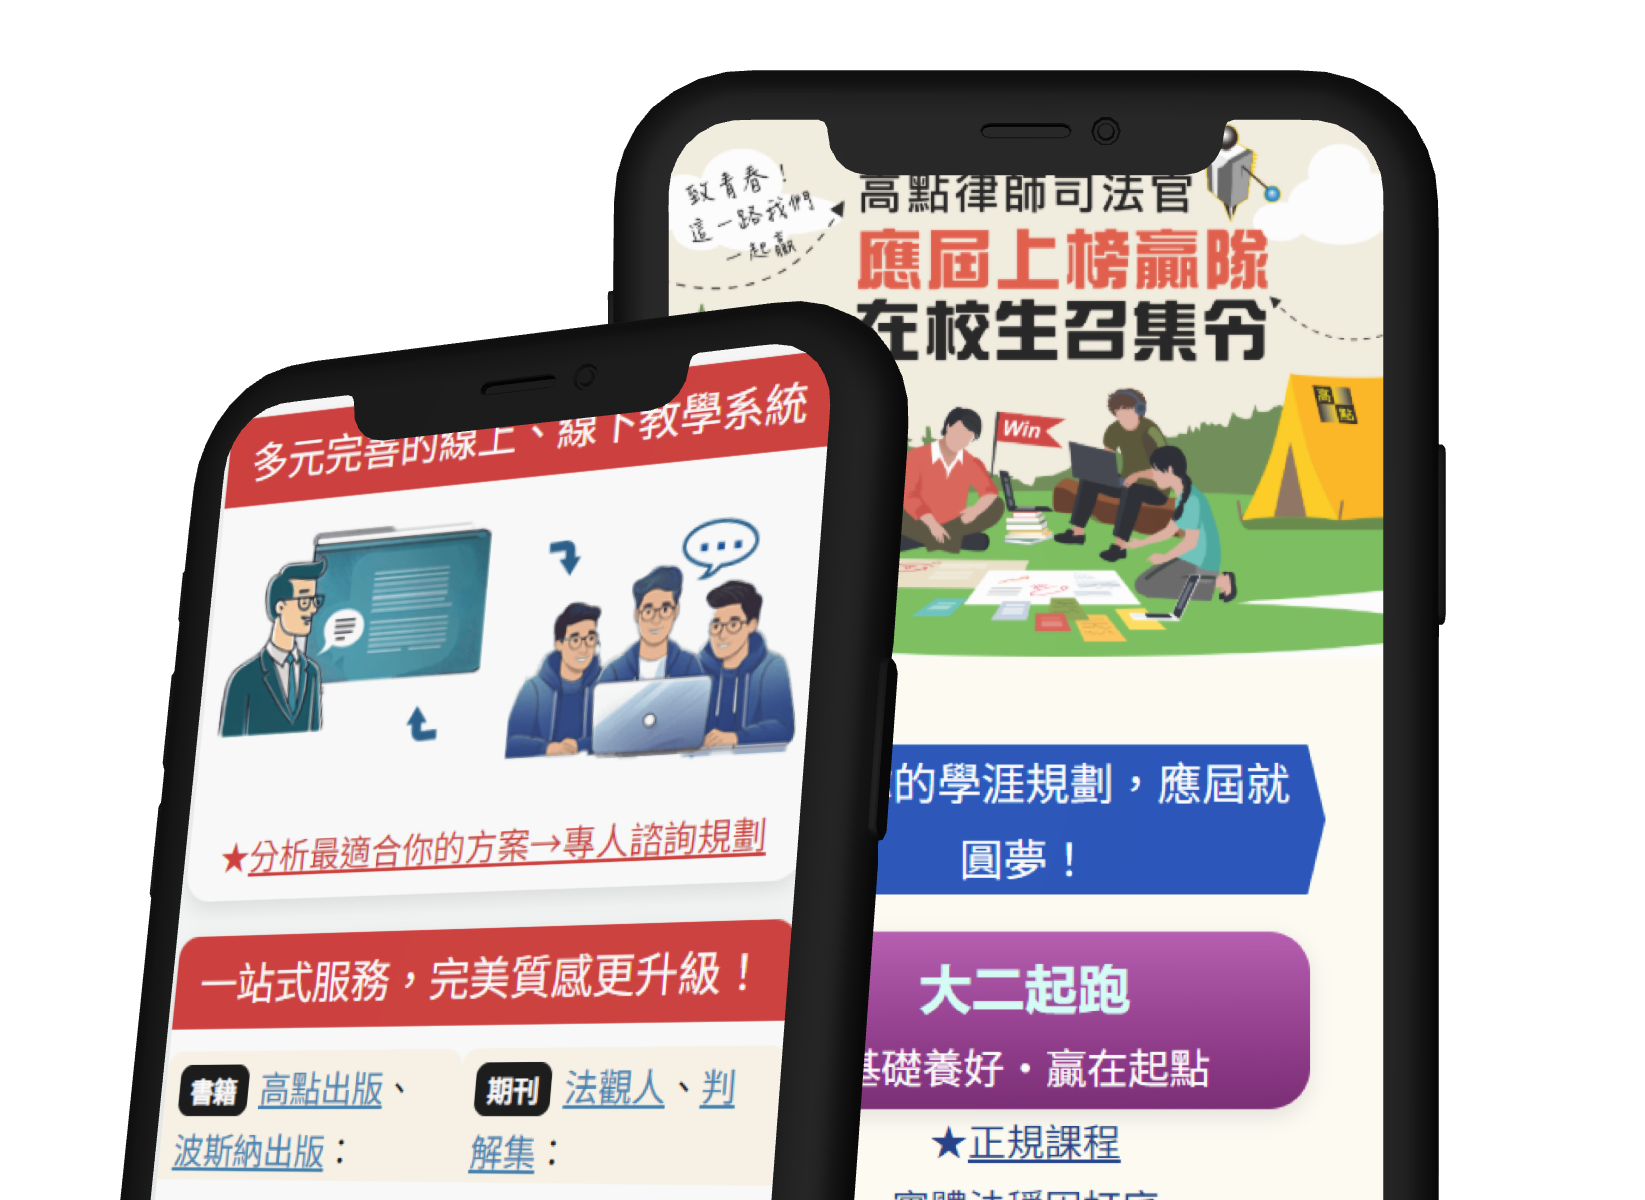 多元完善的線上、線下教學系統
★分析最適合你的方案→專人諮詢規劃
一站式服務，完美質感更升級！
書籍 高點出版、
波斯納出版：
期刊 法觀人、判
解集：
致青春！
這一路我們
一起贏
高點律師司法官
應屆上榜贏隊
在校生召集令
Win
高
點
的學涯規劃，應屆就
圓夢！
大二起跑
基礎養好・贏在起點
★正規課程